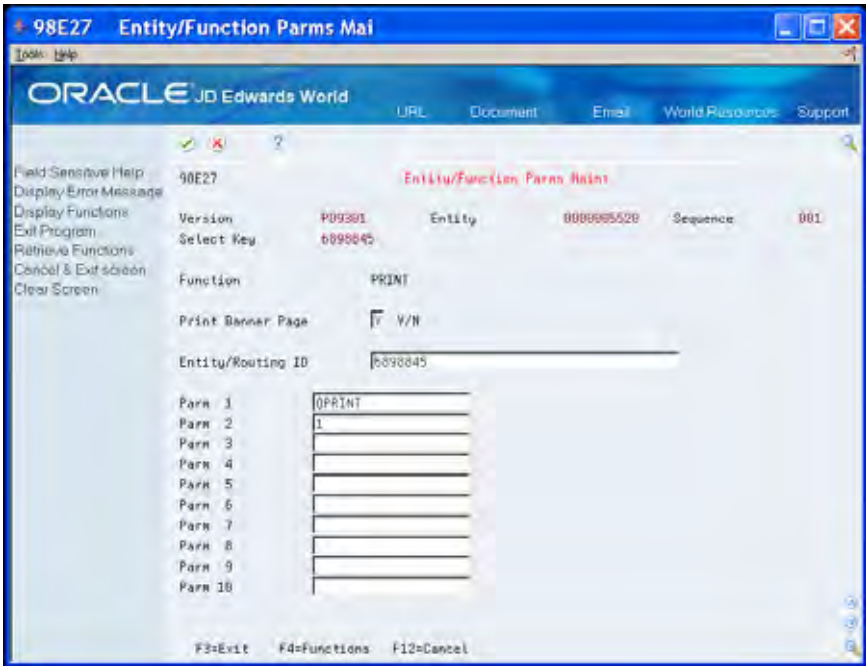 98E27 Entity/Function Parms Mai
Tools Help
ORACLE JD Edwards World
URL Document Email World Resources Support
Field Sensitive Help
Display Error Message
Display Functions
Exit Program
Retrieve Functions
Cancel & Exit screen
Clear Screen
98E27 Entity/Function Parms Maint
Version P09301 Entity 0000005520 Sequence 001
Select Key 6898845
Function PRINT
Print Banner Page Y Y/N
Entity/Routing ID 6898845
Parm 1 QPRINT
Parm 2 1
Parm 3
Parm 4
Parm 5
Parm 6
Parm 7
Parm 8
Parm 9
Parm 10
F3=Exit F4=Functions F12=Cancel